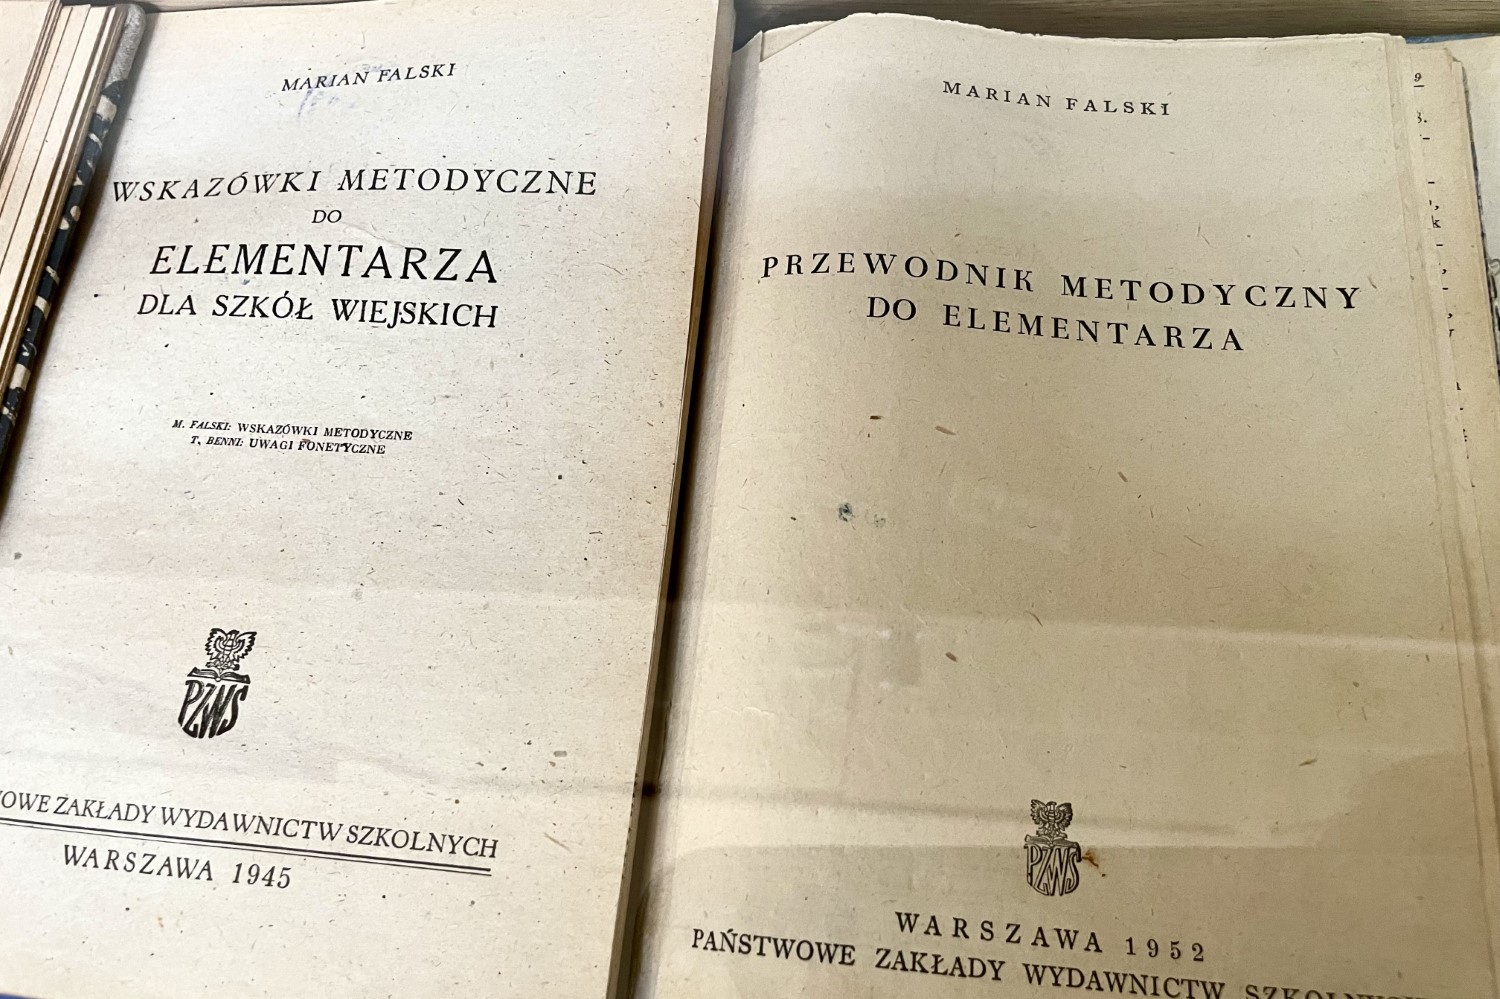 MARIAN FALSKI
WSKAZÓWKI METODYCZNE
DO
ELEMENTARZA
DLA SZKÓŁ WIEJSKICH
M. FALSKI: WSKAZÓWKI METODYCZNE
T. BENNI: UWAGI FONETYCZNE
PZWS
ZAKŁADY WYDAWNICTW SZKOLNYCH
WARSZAWA 1945
MARIAN FALSKI
PRZEWODNIK METODYCZNY
DO ELEMENTARZA
PZWS
WARSZAWA 1952
PAŃSTWOWE ZAKŁADY WYDAWNICTW